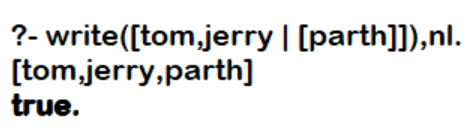 ?- write([tom,jerry | [parth]]),nl.
[tom,jerry,parth]
true.